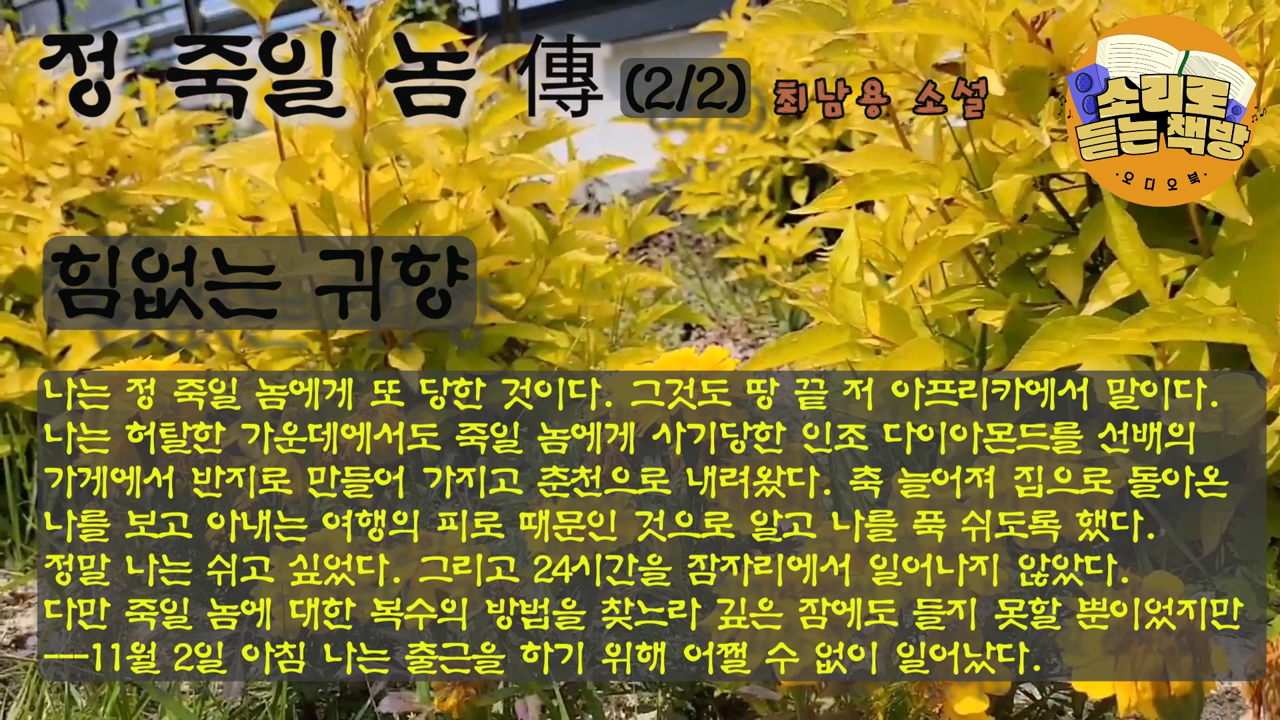 정 죽일 놈 傳 (2/2) 최남용 소설
소리로
듣는 책방
·오디오북·
힘없는 귀향
나는 정 죽일 놈에게 또 당한 것이다. 그것도 땅 끝 저 아프리카에서 말이다.
나는 허탈한 가운데에서도 죽일 놈에게 사기당한 인조 다이아몬드를 선배의
가게에서 반지로 만들어 가지고 춘천으로 내려왔다. 축 늘어져 집으로 돌아온
나를 보고 아내는 여행의 피로 때문인 것으로 알고 나를 푹 쉬도록 했다.
정말 나는 쉬고 싶었다. 그리고 24시간을 잠자리에서 일어나지 않았다.
다만 죽일 놈에 대한 복수의 방법을 찾느라 깊은 잠에도 들지 못할 뿐이었지만
---11월 2일 아침 나는 출근을 하기 위해 어쩔 수 없이 일어났다.